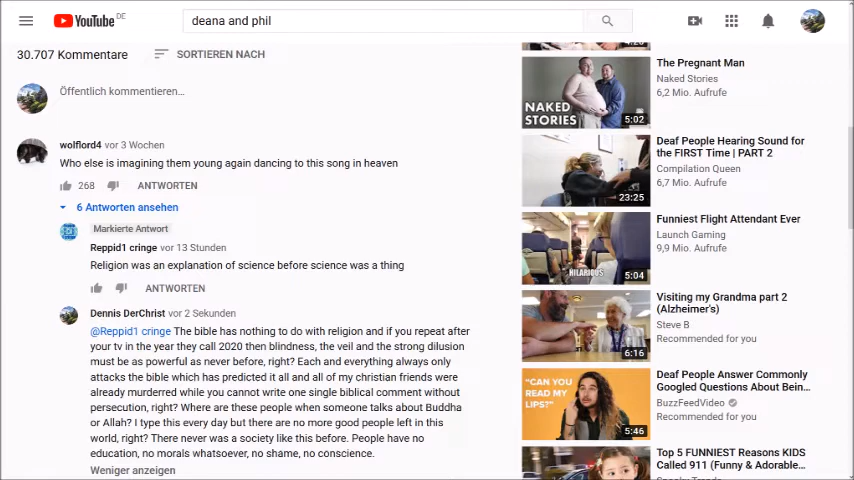 YouTube DE
deana and phil
30.707 Kommentare
SORTIEREN NACH
Öffentlich kommentieren...
wolflord4 vor 3 Wochen
Who else is imagining them young again dancing to this song in heaven
268 ANTWORTEN
6 Antworten ansehen
Markierte Antwort
Reppid1 cringe vor 13 Stunden
Religion was an explanation of science before science was a thing
ANTWORTEN
Dennis DerChrist vor 2 Sekunden
@Reppid1 cringe The bible has nothing to do with religion and if you repeat after
your tv in the year they call 2020 then blindness, the veil and the strong dilusion
must be as powerful as never before, right? Each and everything always only
attacks the bible which has predicted it all and all of my christian friends were
already murdered while you cannot write one single biblical comment without
persecution, right? Where are these people when someone talks about Buddha
or Allah? I type this every day but there are no more good people left in this
world, right? There never was a society like this before. People have no
education, no morals whatsoever, no shame, no conscience.
Weniger anzeigen
The Pregnant Man
Naked Stories
6,2 Mio. Aufrufe
NAKED
STORIES
5:02
Deaf People Hearing Sound for
the FIRST Time | PART 2
Compilation Queen
6,7 Mio. Aufrufe
23:25
Funniest Flight Attendant Ever
Launch Gaming
9,9 Mio. Aufrufe
HILARIOUS
5:04
Visiting my Grandma part 2
(Alzheimer's)
Steve B
Recommended for you
6:16
Deaf People Answer Commonly
Googled Questions About Bein...
BuzzFeedVideo
Recommended for you
"CAN YOU
READ MY
LIPS?"
5:46
Top 5 FUNNIEST Reasons KIDS
Called 911 (Funny & Adorable...